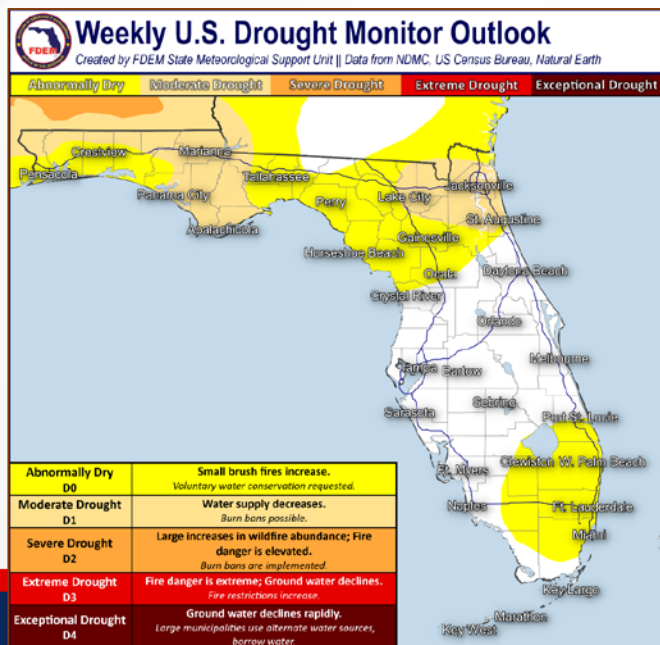 Weekly U.S. Drought Monitor Outlook
FDEM
Created by FDEM State Meteorological Support Unit || Data from NDMC, US Census Bureau, Natural Earth
Abnormally Dry Moderate Drought Severe Drought Extreme Drought Exceptional Drought
Crestview
Marianna
Pensacola
Tallahassee
Jacksonville
Panama City
Perry
Lake City
St. Augustine
Apalachicola
Gainesville
Horseshoe Beach
Ocala
Daytona Beach
Crystal River
Orlando
Melbourne
Tampa
Bartow
Sebring
Sarasota
Port St. Lucie
Ft. Myers
Clewiston
W. Palm Beach
Naples
Ft. Lauderdale
Miami
Key Largo
Marathon
Key West
Abnormally Dry
D0
Small brush fires increase.
Voluntary water conservation requested.
Moderate Drought
D1
Water supply decreases.
Burn bans possible.
Severe Drought
D2
Large increases in wildfire abundance; Fire
danger is elevated.
Burn bans are implemented.
Extreme Drought
D3
Fire danger is extreme; Ground water declines.
Fire restrictions increase.
Exceptional Drought
D4
Ground water declines rapidly.
Large municipalities use alternate water sources,
borrow water.